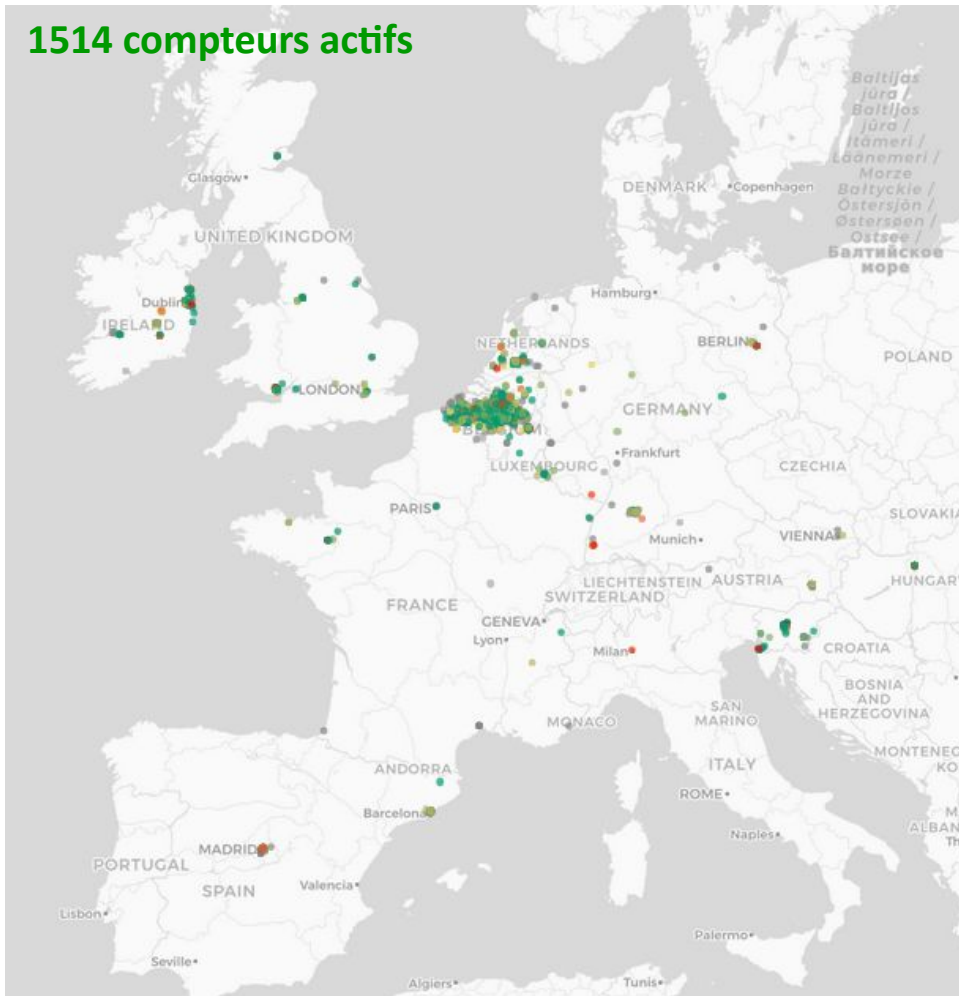 1514 compteurs actifs
Baltijas
jūra /
Baltijos
jūra /
Itämeri /
Läänemeri /
Morze
Bałtyckie /
Östersjön /
Østersøen /
Ostsee /
Балтийское
море
Glasgow
DENMARK
Copenhagen
UNITED KINGDOM
Hamburg
Dublin
IRELAND
NETHERLANDS
BERLIN
POLAND
LONDON
GERMANY
BELGIUM
Frankfurt
LUXEMBOURG
CZECHIA
PARIS
SLOVAKIA
Munich
VIENNA
LIECHTENSTEIN
AUSTRIA
HUNGARY
SWITZERLAND
FRANCE
GENEVA
Lyon
Milan
CROATIA
BOSNIA
AND
HERZEGOVINA
SAN
MARINO
MONACO
MONTENEG
KO
ANDORRA
ITALY
ROME
Barcelona
M
ALBAN
Th
Naples
MADRID
PORTUGAL
SPAIN
Valencia
Lisbon
Palermo
Seville
Algiers
Tunis